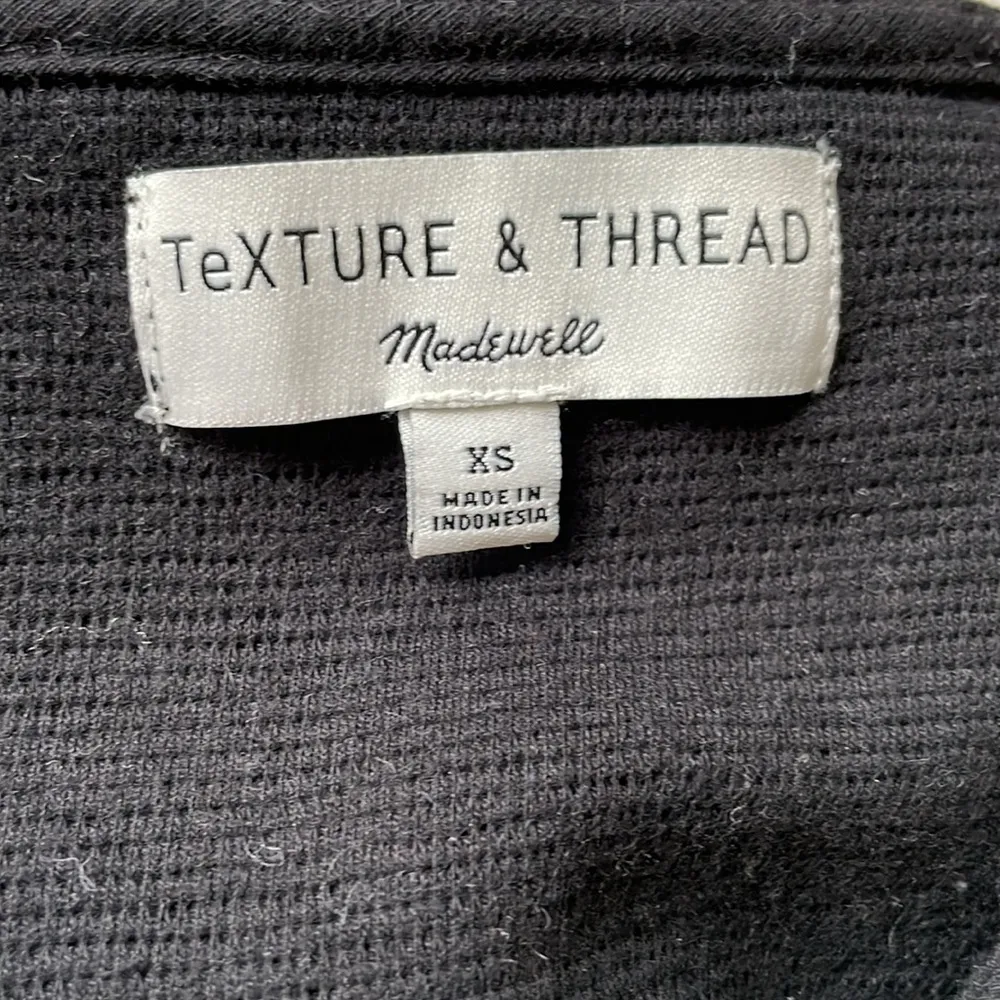 TeXTURE & THREAD
Madewell
XS
MADE IN
INDONESIA